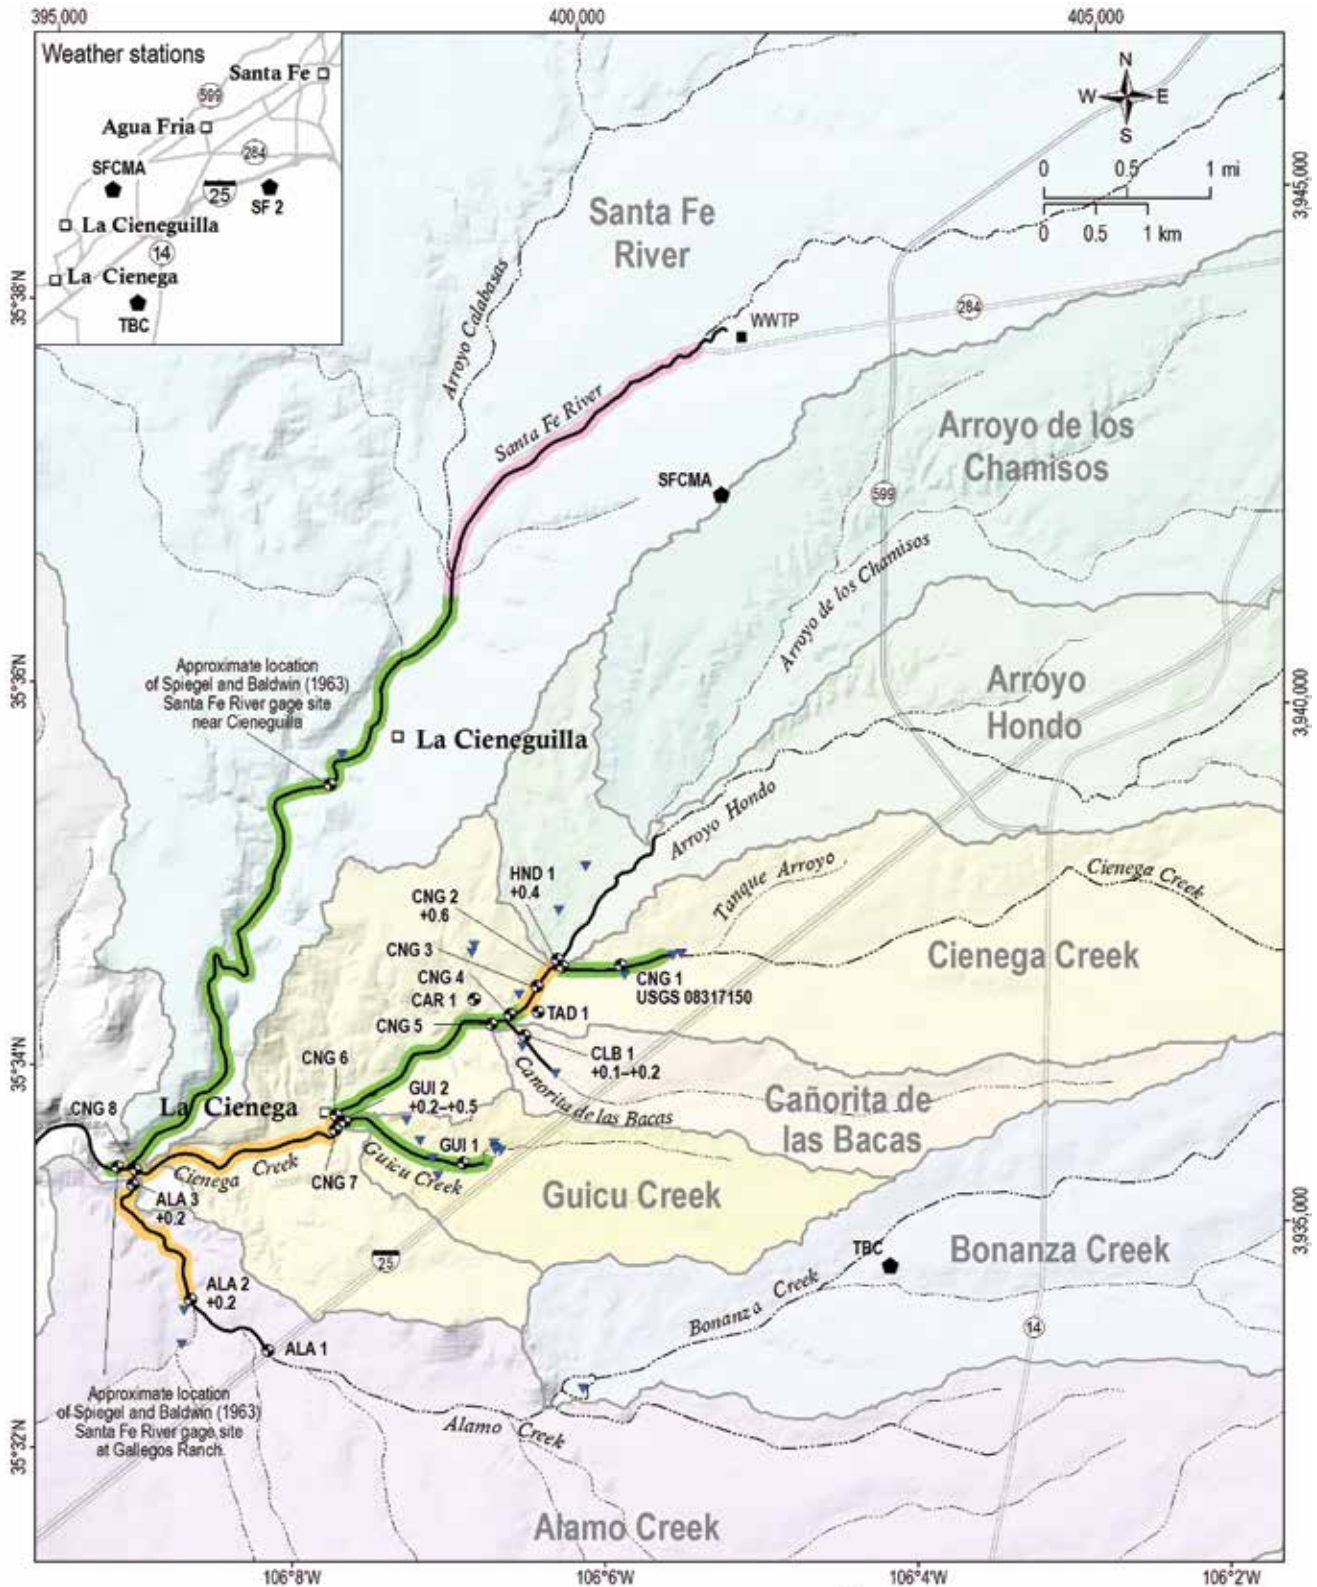 395,000
400,000
405,000
Weather stations
Santa Fe
599
Agua Fria
284
SFCMA
25
SF 2
La Cieneguilla
14
La Cienega
TBC
N
W
E
S
0 0.5 1 mi
0 0.5 1 km
3,945,000
35°38'N
Santa Fe
River
Arroyo Calabasas
WWTP
284
Santa Fe River
Arroyo de los
Chamisos
SFCMA
599
Arroyo de los Chamisos
35°36'N
Approximate location
of Spiegel and Baldwin (1963)
Santa Fe River gage site
near Cieneguilla
La Cieneguilla
Arroyo
Hondo
3,940,000
Arroyo Hondo
HND 1
+0.4
CNG 2
+0.6
Tanque Arroyo
Cienega Creek
CNG 3
Cienega Creek
CNG 4
CAR 1
CNG 1
USGS 08317150
TAD 1
CNG 5
35°34'N
CNG 6
CLB 1
+0.1–+0.2
Cañorita de las Bacas
Cañorita de
las Bacas
GUI 2
+0.2–+0.5
CNG 8
La Cienega
GUI 1
Guicu Creek
Cienega Creek
CNG 7
Guicu Creek
ALA 3
+0.2
3,935,000
25
TBC
Bonanza Creek
Bonanza Creek
ALA 2
+0.2
14
ALA 1
Approximate location
of Spiegel and Baldwin (1963)
Santa Fe River gage site
at Gallegos Ranch
35°32'N
Alamo Creek
Alamo Creek
106°8'W
106°6'W
106°4'W
106°2'W